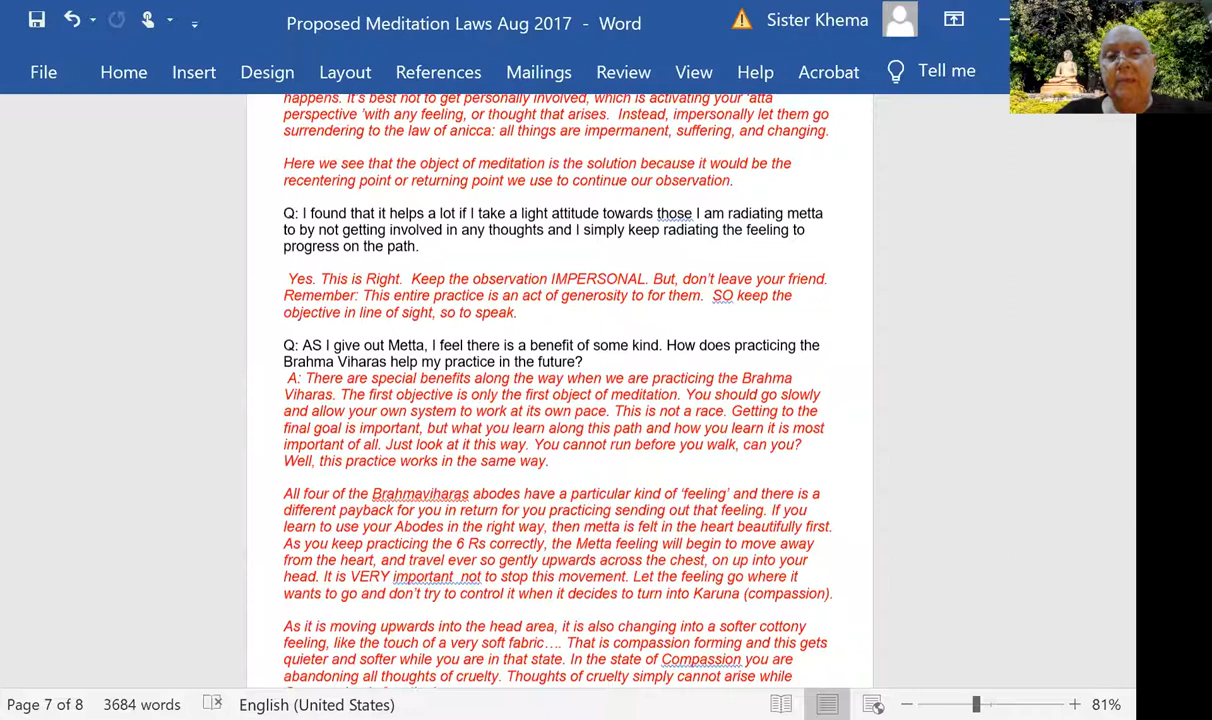 Proposed Meditation Laws Aug 2017 - Word
Sister Khema
File Home Insert Design Layout References Mailings Review View Help Acrobat Tell me
happens. It's best not to get personally involved, which is activating your 'atta
perspective 'with any feeling, or thought that arises. Instead, impersonally let them go
surrendering to the law of anicca: all things are impermanent, suffering, and changing.
Here we see that the object of meditation is the solution because it would be the
recentering point or returning point we use to continue our observation.
Q: I found that it helps a lot if I take a light attitude towards those I am radiating metta
to by not getting involved in any thoughts and I simply keep radiating the feeling to
progress on the path.
Yes. This is Right. Keep the observation IMPERSONAL. But, don't leave your friend.
Remember: This entire practice is an act of generosity to for them. SO keep the
objective in line of sight, so to speak.
Q: AS I give out Metta, I feel there is a benefit of some kind. How does practicing the
Brahma Viharas help my practice in the future?
A: There are special benefits along the way when we are practicing the Brahma
Viharas. The first objective is only the first object of meditation. You should go slowly
and allow your own system to work at its own pace. This is not a race. Getting to the
final goal is important, but what you learn along this path and how you learn it is most
important of all. Just look at it this way. You cannot run before you walk, can you?
Well, this practice works in the same way.
All four of the Brahmaviharas abodes have a particular kind of 'feeling' and there is a
different payback for you in return for you practicing sending out that feeling. If you
learn to use your Abodes in the right way, then metta is felt in the heart beautifully first.
As you keep practicing the 6 Rs correctly, the Metta feeling will begin to move away
from the heart, and travel ever so gently upwards across the chest, on up into your
head. It is VERY important not to stop this movement. Let the feeling go where it
wants to go and don't try to control it when it decides to turn into Karuna (compassion).
As it is moving upwards into the head area, it is also changing into a softer cottony
feeling, like the touch of a very soft fabric…. That is compassion forming and this gets
quieter and softer while you are in that state. In the state of Compassion you are
abandoning all thoughts of cruelty. Thoughts of cruelty simply cannot arise while
Page 7 of 8 3684 words English (United States) 81%